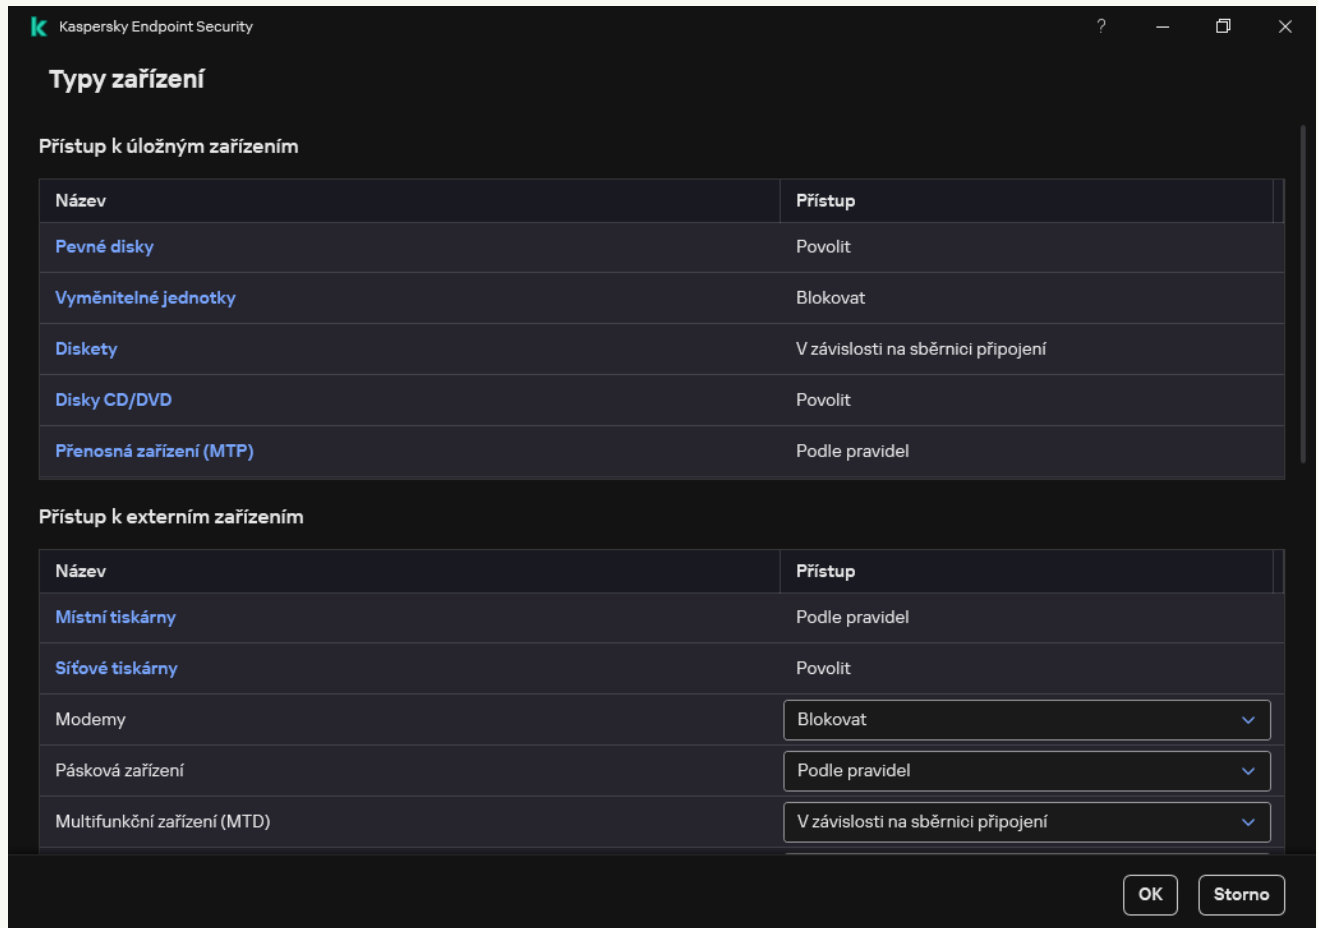 Kaspersky Endpoint Security
?
Typy zařízení
Přístup k úložným zařízením
Název Přístup
Pevné disky Povolit
Vyměnitelné jednotky Blokovat
Diskety V závislosti na sběrnici připojení
Disky CD/DVD Povolit
Přenosná zařízení (MTP) Podle pravidel
Přístup k externím zařízením
Název Přístup
Místní tiskárny Podle pravidel
Síťové tiskárny Povolit
Modemy Blokovat
Pásková zařízení Podle pravidel
Multifunkční zařízení (MTD) V závislosti na sběrnici připojení
OK Storno